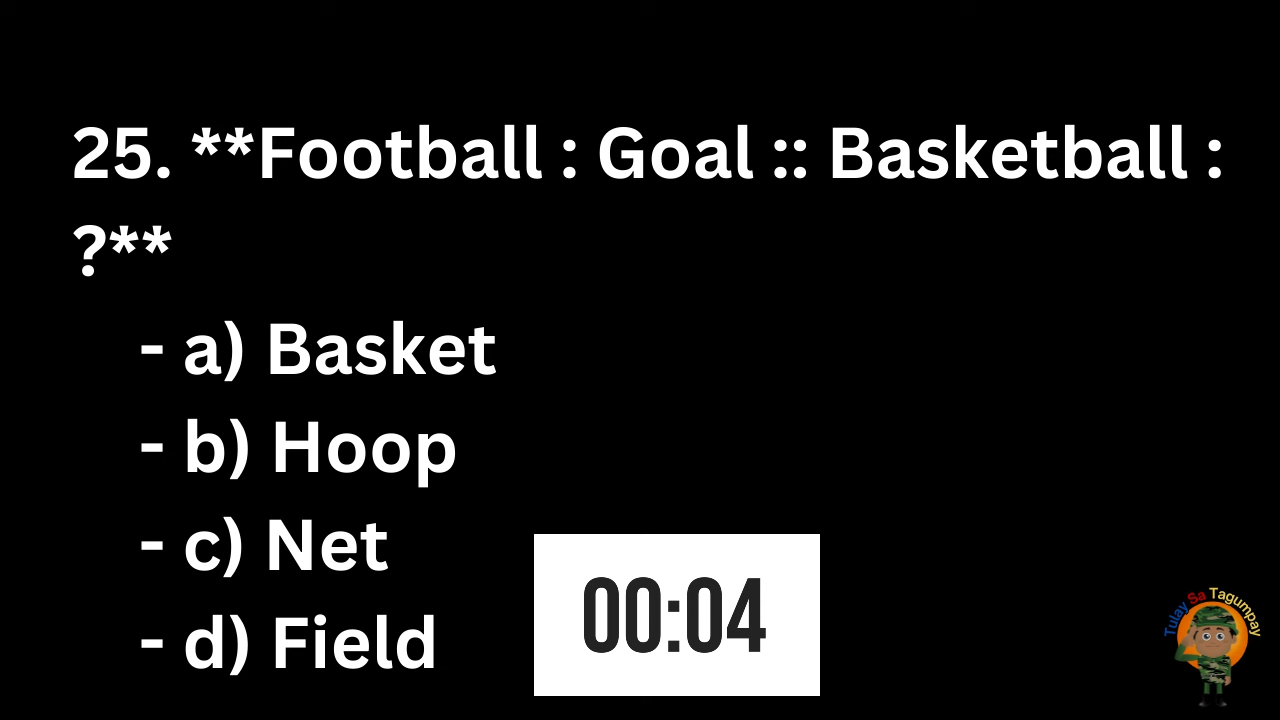 25. **Football : Goal :: Basketball :
?**
- a) Basket
- b) Hoop
- c) Net
- d) Field
00:04
Tulay Sa Tagumpay